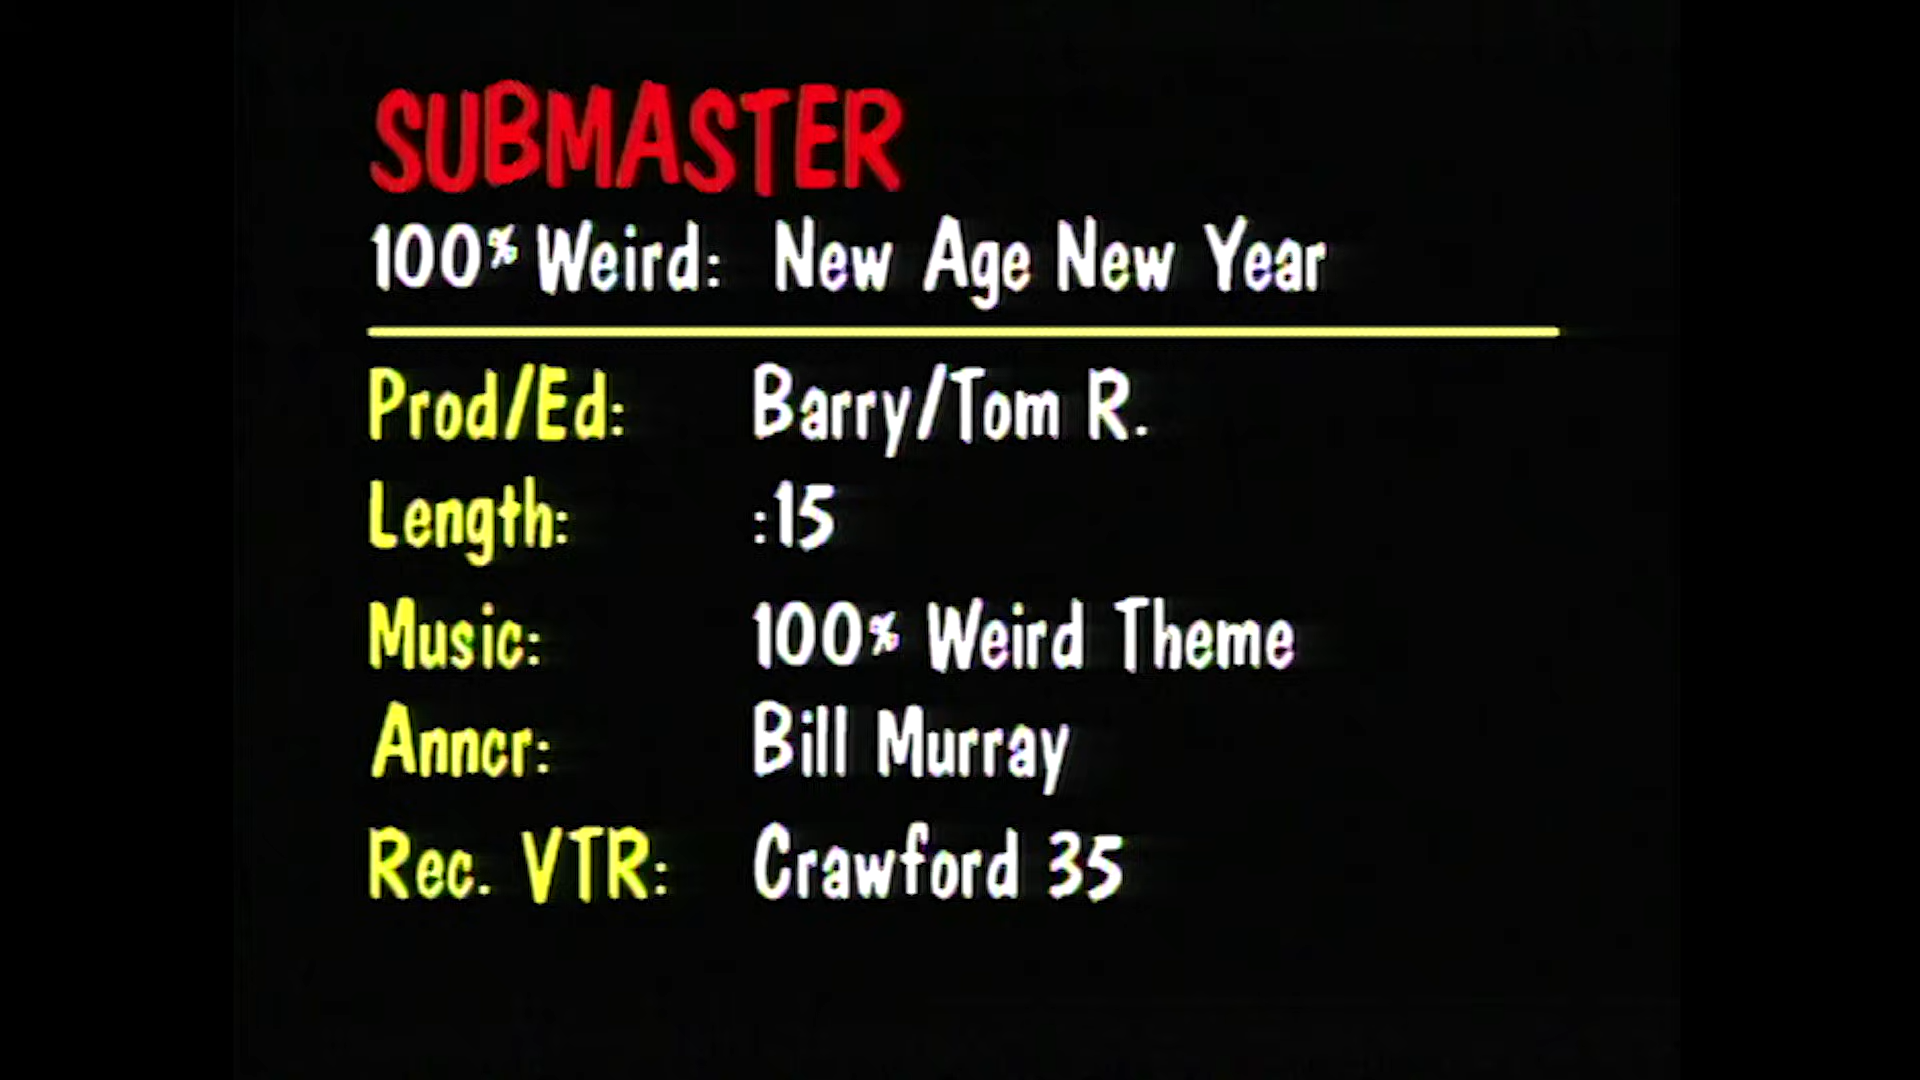 SUBMASTER
100% Weird: New Age New Year
Prod/Ed: Barry/Tom R.
Length: :15
Music: 100% Weird Theme
Anncr: Bill Murray
Rec. VTR: Crawford 35